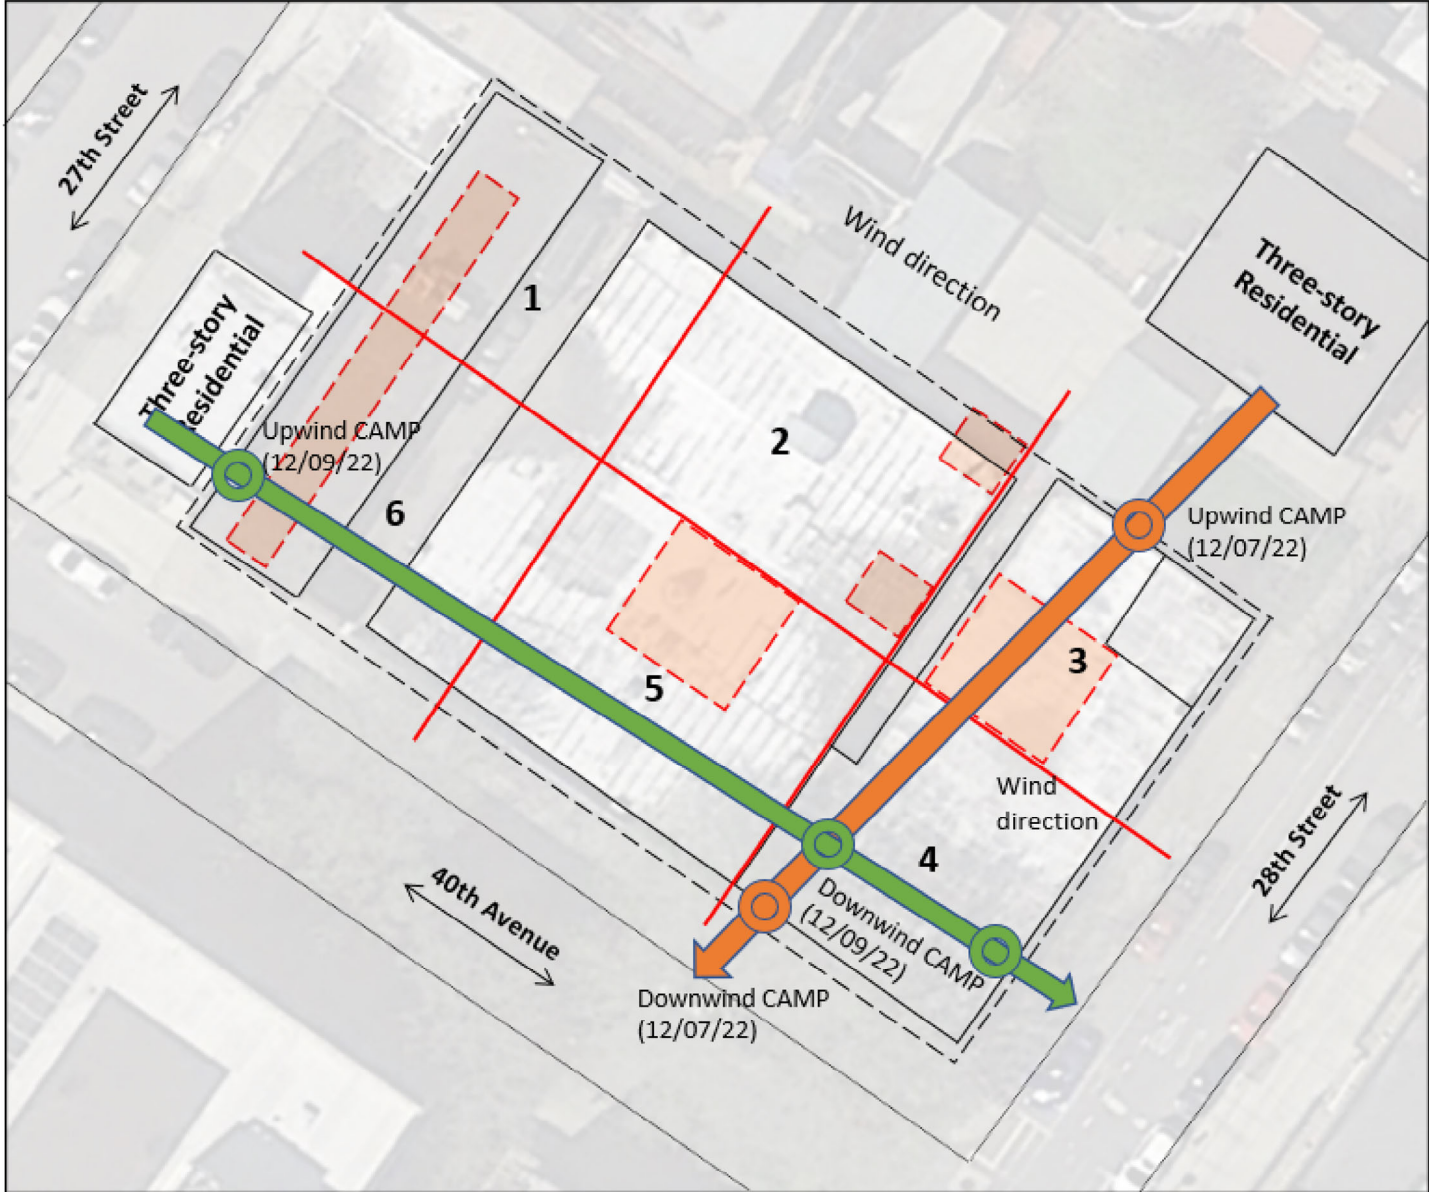 27th Street
Three-story
Residential
Wind direction
Three-story
Residential
1
2
Upwind CAMP
(12/09/22)
6
Upwind CAMP
(12/07/22)
3
5
Wind
direction
4
28th Street
40th Avenue
Downwind CAMP
(12/09/22)
Downwind CAMP
(12/07/22)